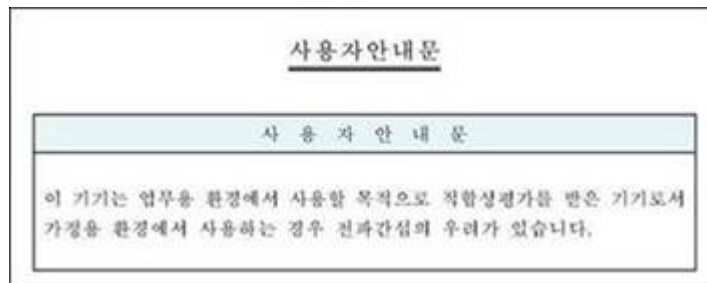 사용자안내문
사 용 자 안 내 문
이 기기는 업무용 환경에서 사용할 목적으로 적합성평가를 받은 기기로서
가정용 환경에서 사용하는 경우 전파간섭의 우려가 있습니다.